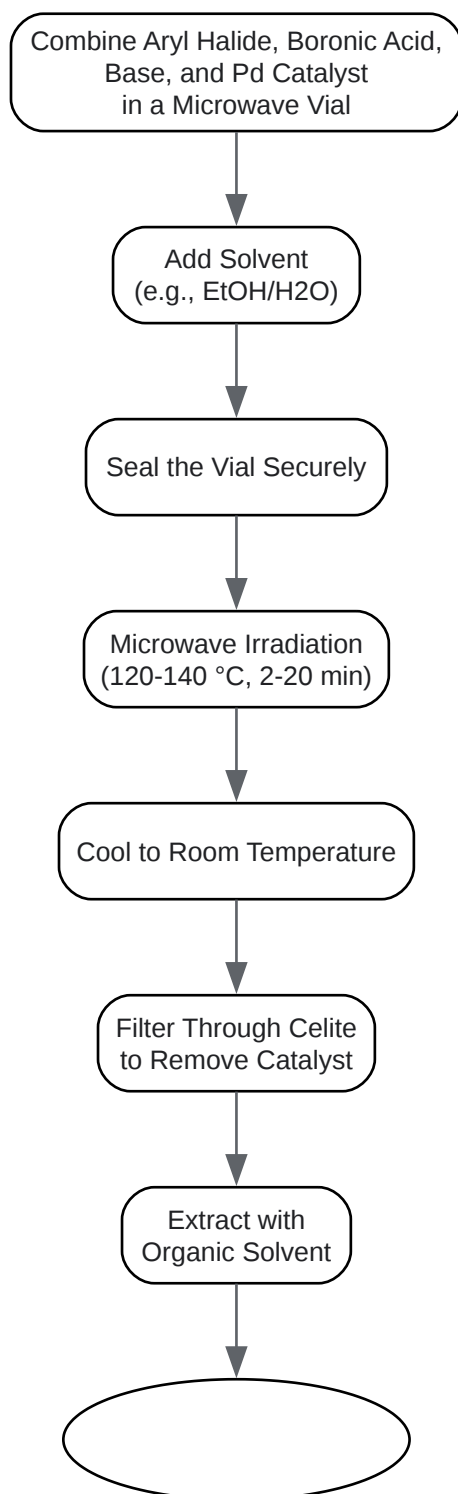 Combine Aryl Halide, Boronic Acid,
Base, and Pd Catalyst
in a Microwave Vial
Add Solvent
(e.g., EtOH/H2O)
Seal the Vial Securely
Microwave Irradiation
(120-140 °C, 2-20 min)
Cool to Room Temperature
Filter Through Celite
to Remove Catalyst
Extract with
Organic Solvent